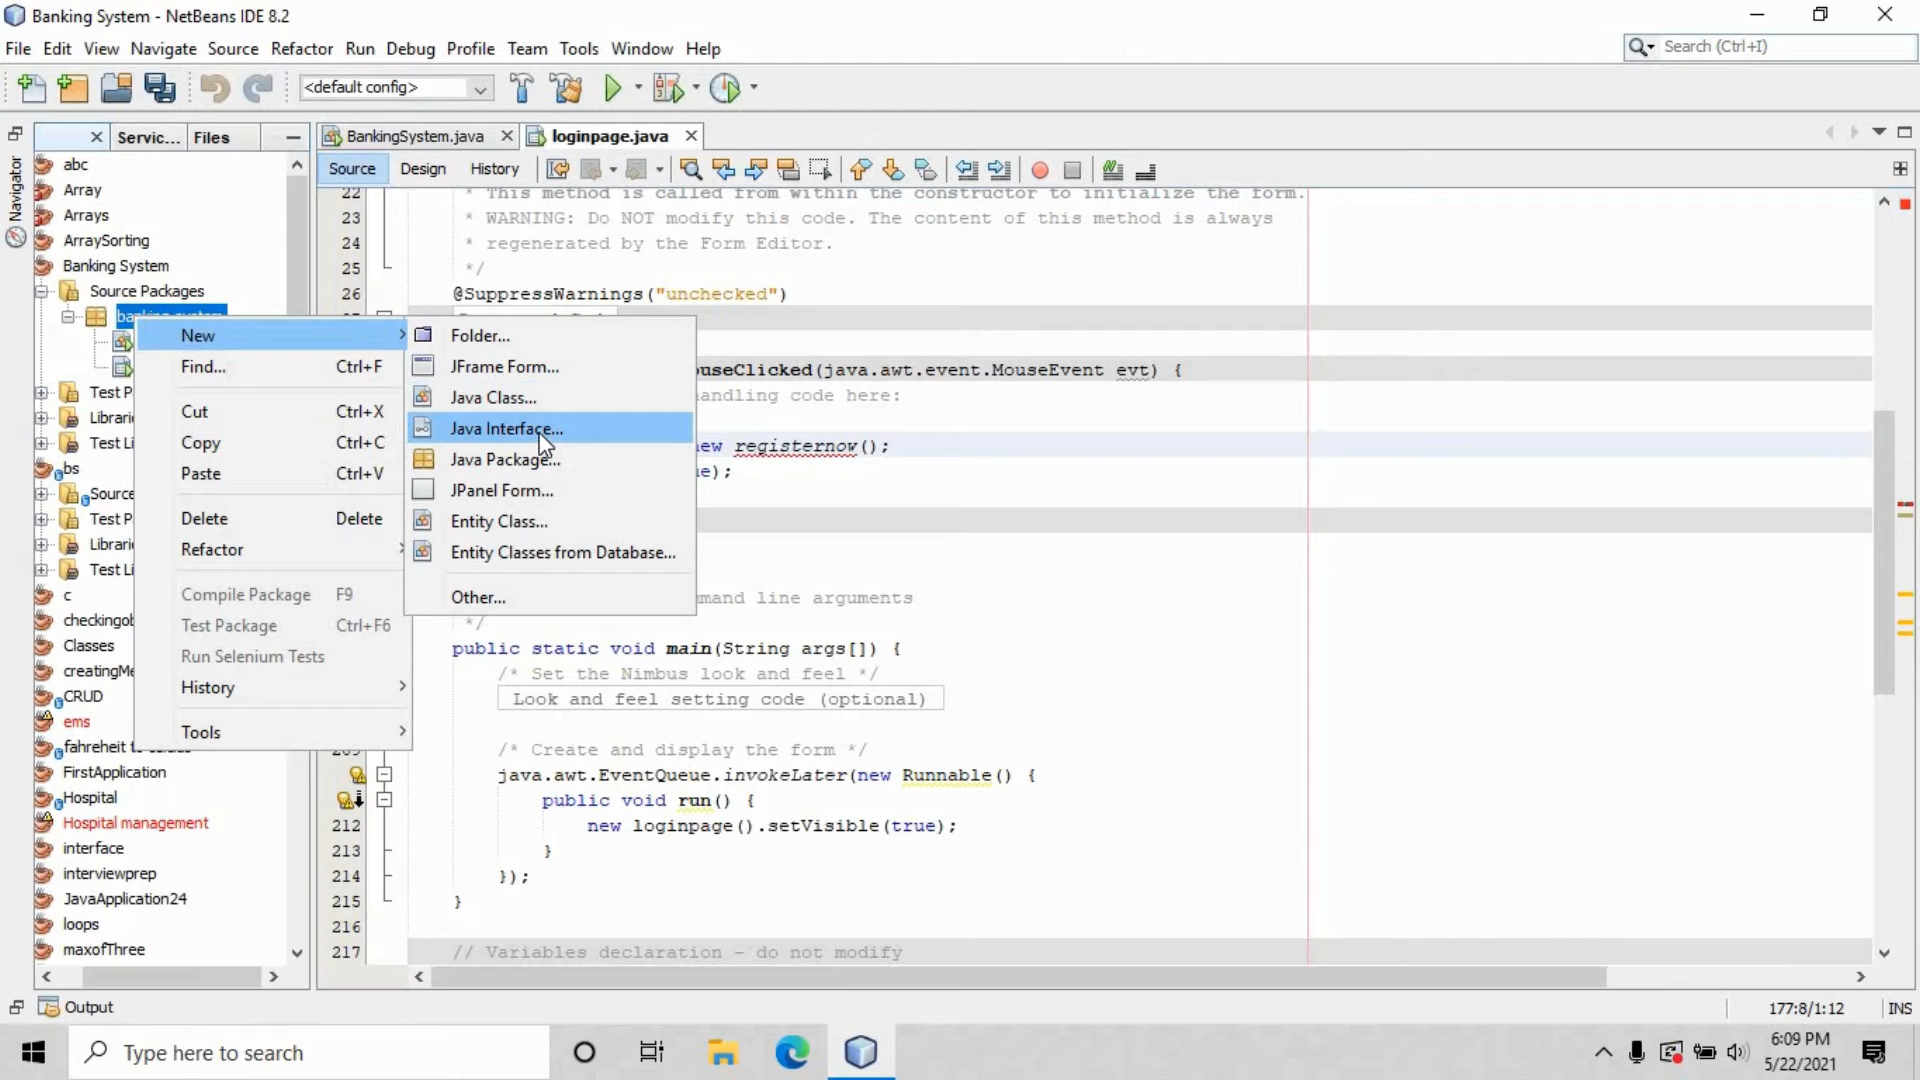 Banking System - NetBeans IDE 8.2
File Edit View Navigate Source Refactor Run Debug Profile Team Tools Window Help
Search (Ctrl+I)
<default config>
Servic... Files
BankingSystem.java
loginpage.java
Source Design History
Navigator
abc
Array
Arrays
ArraySorting
Banking System
Source Packages
banking.system
Test P
Librari
Test Li
bs
Source
Test P
Librari
Test Li
c
checkingob
Classes
creatingMe
CRUD
ems
fahreheit to
FirstApplication
Hospital
Hospital management
interface
interviewprep
JavaApplication24
loops
maxofThree
New
Find... Ctrl+F
Cut Ctrl+X
Copy Ctrl+C
Paste Ctrl+V
Delete Delete
Refactor
Compile Package F9
Test Package Ctrl+F6
Run Selenium Tests
History
Tools
Folder...
JFrame Form...
Java Class...
Java Interface...
Java Package...
JPanel Form...
Entity Class...
Entity Classes from Database...
Other...
22 * This method is called from within the constructor to initialize the form.
23 * WARNING: Do NOT modify this code. The content of this method is always
24 * regenerated by the Form Editor.
25 */
26 @SuppressWarnings("unchecked")
ouseClicked(java.awt.event.MouseEvent evt) {
andling code here:
new registernow();
e);
mand line arguments
*/
public static void main(String args[]) {
/* Set the Nimbus look and feel */
Look and feel setting code (optional)
/* Create and display the form */
java.awt.EventQueue.invokeLater(new Runnable() {
public void run() {
212 new loginpage().setVisible(true);
213 }
214 });
215 }
216
217 // Variables declaration - do not modify
Output
177:8/1:12 INS
Type here to search
6:09 PM
5/22/2021